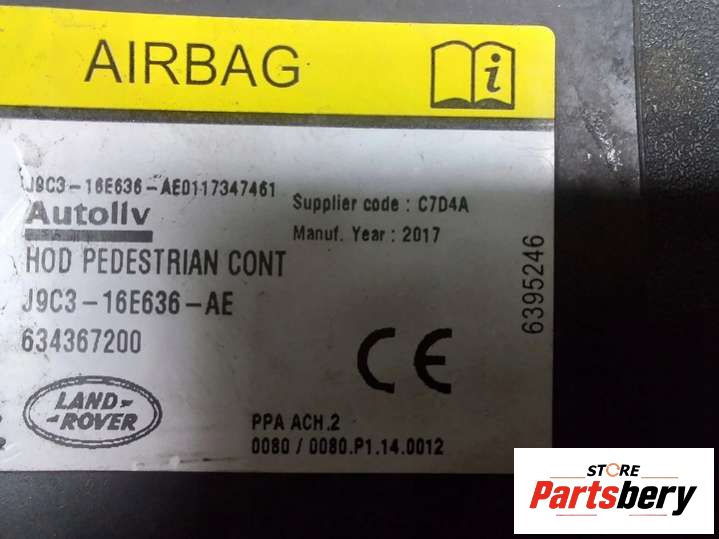 AIRBAG
J9C3-16E636-AE0117347461
Autoliv
Supplier code : C7D4A
Manuf. Year : 2017
HOD PEDESTRIAN CONT
J9C3-16E636-AE
634367200
6395246
CE
LAND-
-ROVER
PPA ACH.2
0080 / 0080.P1.14.0012
STORE
Partsbery